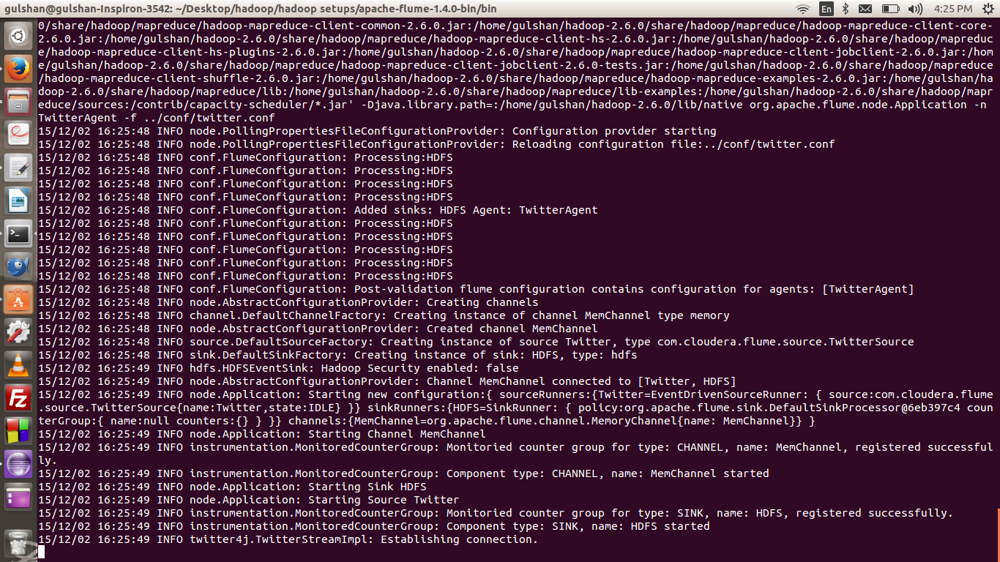 gulshan@gulshan-Inspiron-3542: ~/Desktop/hadoop/hadoop setups/apache-flume-1.4.0-bin/bin
En
4:25 PM
0/share/hadoop/mapreduce/hadoop-mapreduce-client-common-2.6.0.jar:/home/gulshan/hadoop-2.6.0/share/hadoop/mapreduce/hadoop-mapreduce-client-core-
2.6.0.jar:/home/gulshan/hadoop-2.6.0/share/hadoop/mapreduce/hadoop-mapreduce-client-hs-2.6.0.jar:/home/gulshan/hadoop-2.6.0/share/hadoop/mapreduc
e/hadoop-mapreduce-client-hs-plugins-2.6.0.jar:/home/gulshan/hadoop-2.6.0/share/hadoop/mapreduce/hadoop-mapreduce-client-jobclient-2.6.0.jar:/hom
e/gulshan/hadoop-2.6.0/share/hadoop/mapreduce/hadoop-mapreduce-client-jobclient-2.6.0-tests.jar:/home/gulshan/hadoop-2.6.0/share/hadoop/mapreduce
/hadoop-mapreduce-client-shuffle-2.6.0.jar:/home/gulshan/hadoop-2.6.0/share/hadoop/mapreduce/hadoop-mapreduce-examples-2.6.0.jar:/home/gulshan/ha
doop-2.6.0/share/hadoop/mapreduce/lib:/home/gulshan/hadoop-2.6.0/share/hadoop/mapreduce/lib-examples:/home/gulshan/hadoop-2.6.0/share/hadoop/mapr
educe/sources:/contrib/capacity-scheduler/*.jar' -Djava.library.path=:/home/gulshan/hadoop-2.6.0/lib/native org.apache.flume.node.Application -n
TwitterAgent -f ../conf/twitter.conf
15/12/02 16:25:48 INFO node.PollingPropertiesFileConfigurationProvider: Configuration provider starting
15/12/02 16:25:48 INFO node.PollingPropertiesFileConfigurationProvider: Reloading configuration file:../conf/twitter.conf
15/12/02 16:25:48 INFO conf.FlumeConfiguration: Processing:HDFS
15/12/02 16:25:48 INFO conf.FlumeConfiguration: Processing:HDFS
15/12/02 16:25:48 INFO conf.FlumeConfiguration: Processing:HDFS
15/12/02 16:25:48 INFO conf.FlumeConfiguration: Processing:HDFS
15/12/02 16:25:48 INFO conf.FlumeConfiguration: Added sinks: HDFS Agent: TwitterAgent
15/12/02 16:25:48 INFO conf.FlumeConfiguration: Processing:HDFS
15/12/02 16:25:48 INFO conf.FlumeConfiguration: Processing:HDFS
15/12/02 16:25:48 INFO conf.FlumeConfiguration: Processing:HDFS
15/12/02 16:25:48 INFO conf.FlumeConfiguration: Processing:HDFS
15/12/02 16:25:48 INFO conf.FlumeConfiguration: Processing:HDFS
15/12/02 16:25:48 INFO conf.FlumeConfiguration: Post-validation flume configuration contains configuration for agents: [TwitterAgent]
15/12/02 16:25:48 INFO node.AbstractConfigurationProvider: Creating channels
15/12/02 16:25:48 INFO channel.DefaultChannelFactory: Creating instance of channel MemChannel type memory
15/12/02 16:25:48 INFO node.AbstractConfigurationProvider: Created channel MemChannel
15/12/02 16:25:48 INFO source.DefaultSourceFactory: Creating instance of source Twitter, type com.cloudera.flume.source.TwitterSource
15/12/02 16:25:48 INFO sink.DefaultSinkFactory: Creating instance of sink: HDFS, type: hdfs
15/12/02 16:25:49 INFO hdfs.HDFSEventSink: Hadoop Security enabled: false
15/12/02 16:25:49 INFO node.AbstractConfigurationProvider: Channel MemChannel connected to [Twitter, HDFS]
15/12/02 16:25:49 INFO node.Application: Starting new configuration:{ sourceRunners:{Twitter=EventDrivenSourceRunner: { source:com.cloudera.flume
.source.TwitterSource{name:Twitter,state:IDLE} }} sinkRunners:{HDFS=SinkRunner: { policy:org.apache.flume.sink.DefaultSinkProcessor@6eb397c4 coun
terGroup:{ name:null counters:{} } }} channels:{MemChannel=org.apache.flume.channel.MemoryChannel{name: MemChannel}} }
15/12/02 16:25:49 INFO node.Application: Starting Channel MemChannel
15/12/02 16:25:49 INFO instrumentation.MonitoredCounterGroup: Monitoried counter group for type: CHANNEL, name: MemChannel, registered successful
ly.
15/12/02 16:25:49 INFO instrumentation.MonitoredCounterGroup: Component type: CHANNEL, name: MemChannel started
15/12/02 16:25:49 INFO node.Application: Starting Sink HDFS
15/12/02 16:25:49 INFO node.Application: Starting Source Twitter
15/12/02 16:25:49 INFO instrumentation.MonitoredCounterGroup: Monitoried counter group for type: SINK, name: HDFS, registered successfully.
15/12/02 16:25:49 INFO instrumentation.MonitoredCounterGroup: Component type: SINK, name: HDFS started
15/12/02 16:25:49 INFO twitter4j.TwitterStreamImpl: Establishing connection.